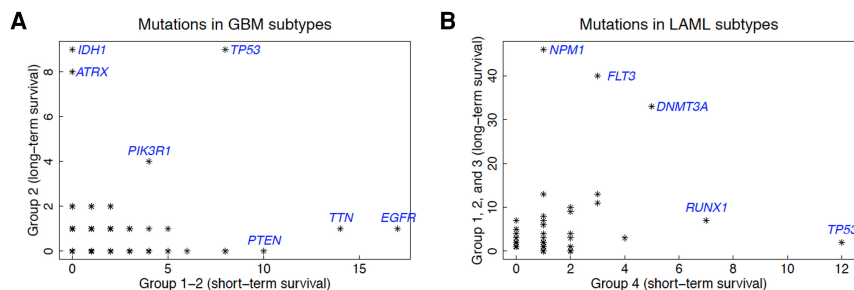 A
Mutations in GBM subtypes
Group 2 (long−term survival)
8
6
4
2
0
IDH1
TP53
ATRX
PIK3R1
TTN
EGFR
PTEN
0
5
10
15
Group 1−2 (short−term survival)
B
Mutations in LAML subtypes
Group 1, 2, and 3 (long−term survival)
40
30
20
10
0
NPM1
FLT3
DNMT3A
RUNX1
TP53
0
2
4
6
8
10
12
Group 4 (short−term survival)